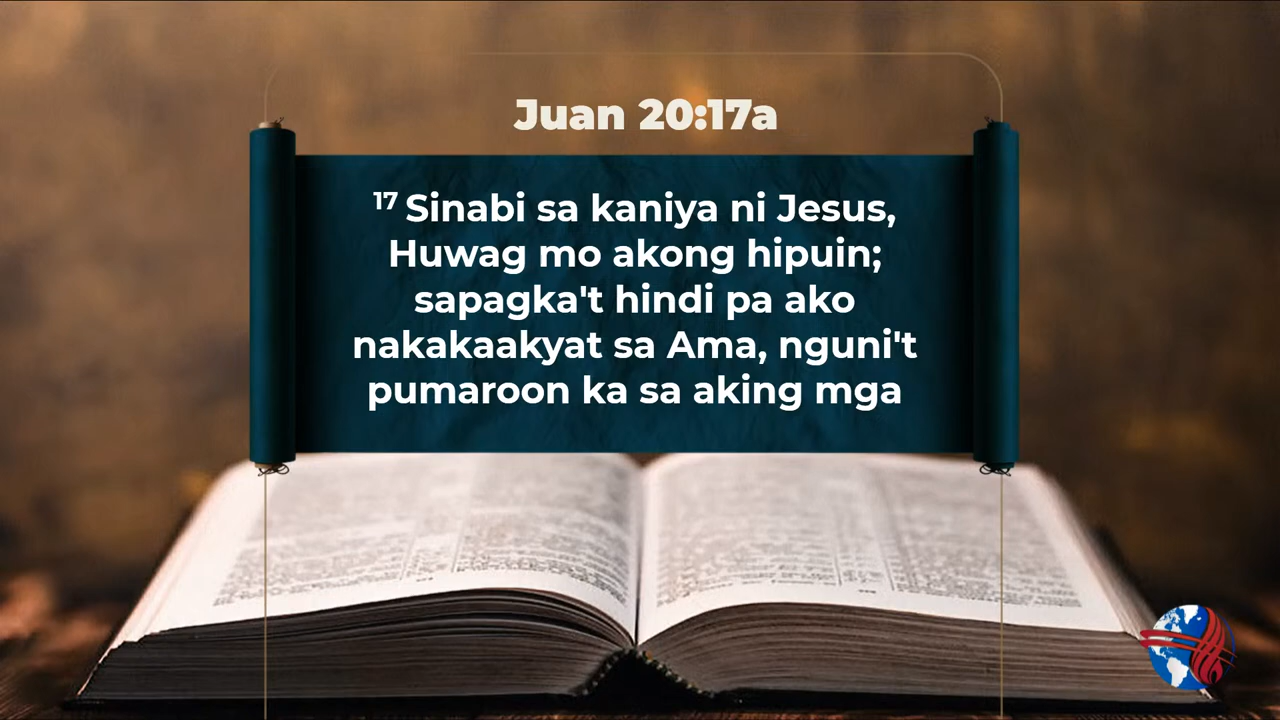 Juan 20:17a
17 Sinabi sa kaniya ni Jesus,
Huwag mo akong hipuin;
sapagka't hindi pa ako
nakakaakyat sa Ama, nguni't
pumaroon ka sa aking mga